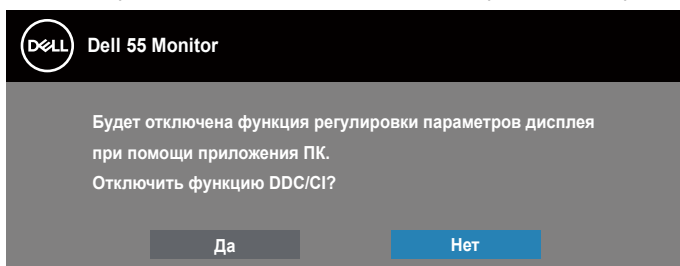 DELL Dell 55 Monitor
Будет отключена функция регулировки параметров дисплея
при помощи приложения ПК.
Отключить функцию DDC/CI?
Да Нет